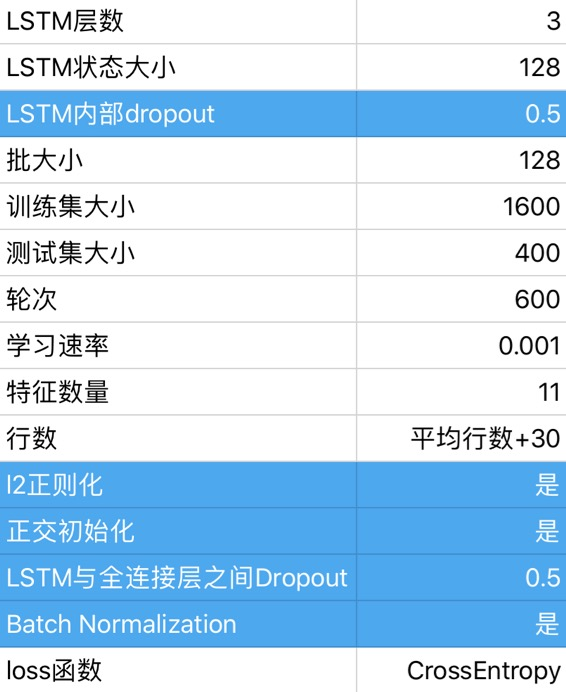 LSTM层数 3
LSTM状态大小 128
LSTM内部dropout 0.5
批大小 128
训练集大小 1600
测试集大小 400
轮次 600
学习速率 0.001
特征数量 11
行数 平均行数+30
l2正则化 是
正交初始化 是
LSTM与全连接层之间Dropout 0.5
Batch Normalization 是
loss函数 CrossEntropy